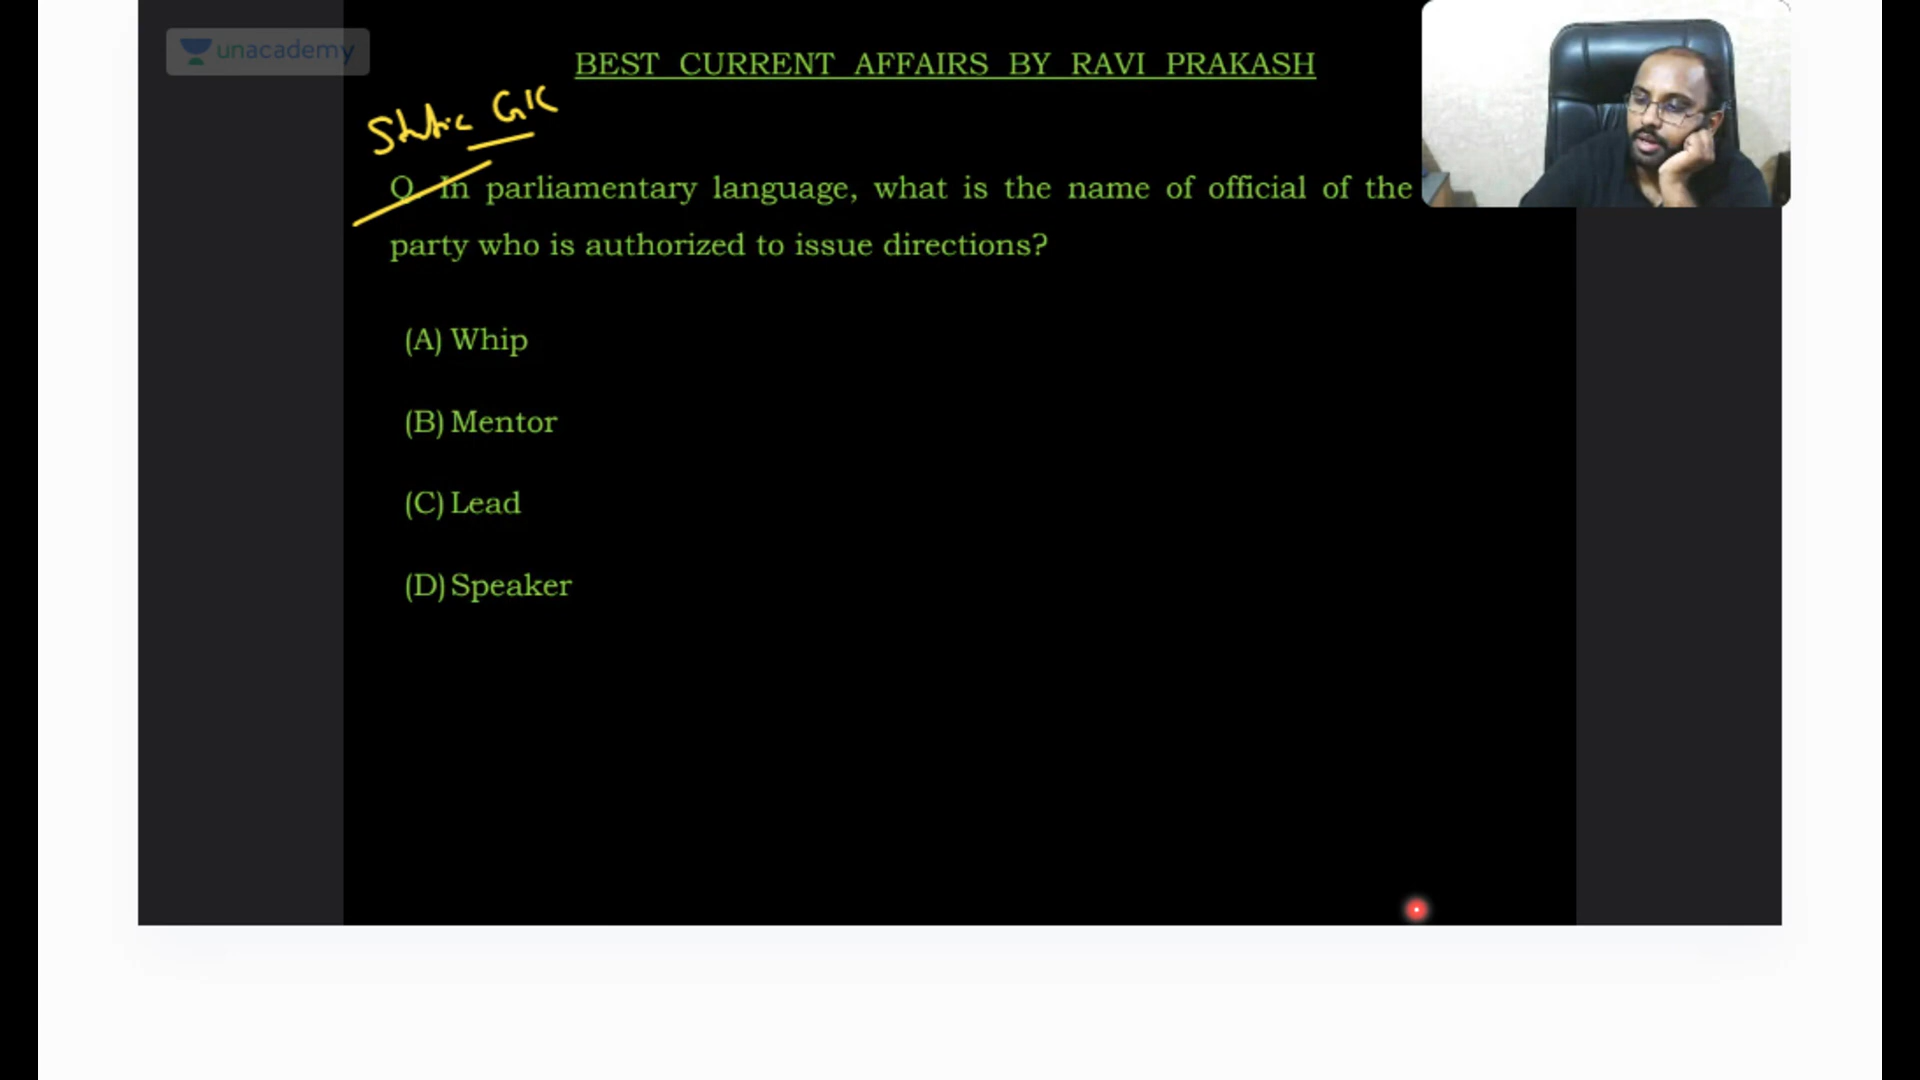 unacademy
BEST CURRENT AFFAIRS BY RAVI PRAKASH
Static GK
Q. In parliamentary language, what is the name of official of the
party who is authorized to issue directions?
(A) Whip
(B) Mentor
(C) Lead
(D) Speaker